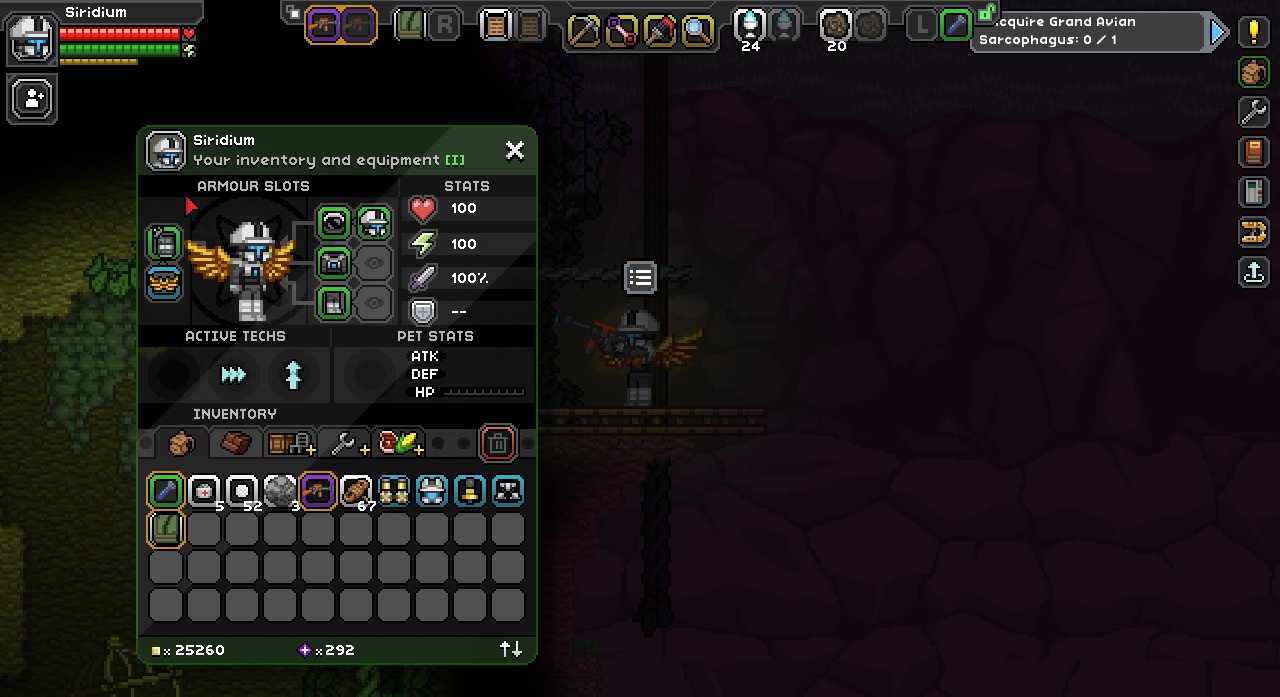 Siridium
R
24
20
L
cquire Grand Avian
Sarcophagus: 0 / 1
Siridium
Your inventory and equipment [I]
ARMOUR SLOTS
STATS
100
100
100%
--
ACTIVE TECHS
PET STATS
ATK
DEF
HP
INVENTORY
5
52
3
67
x 25260
x292